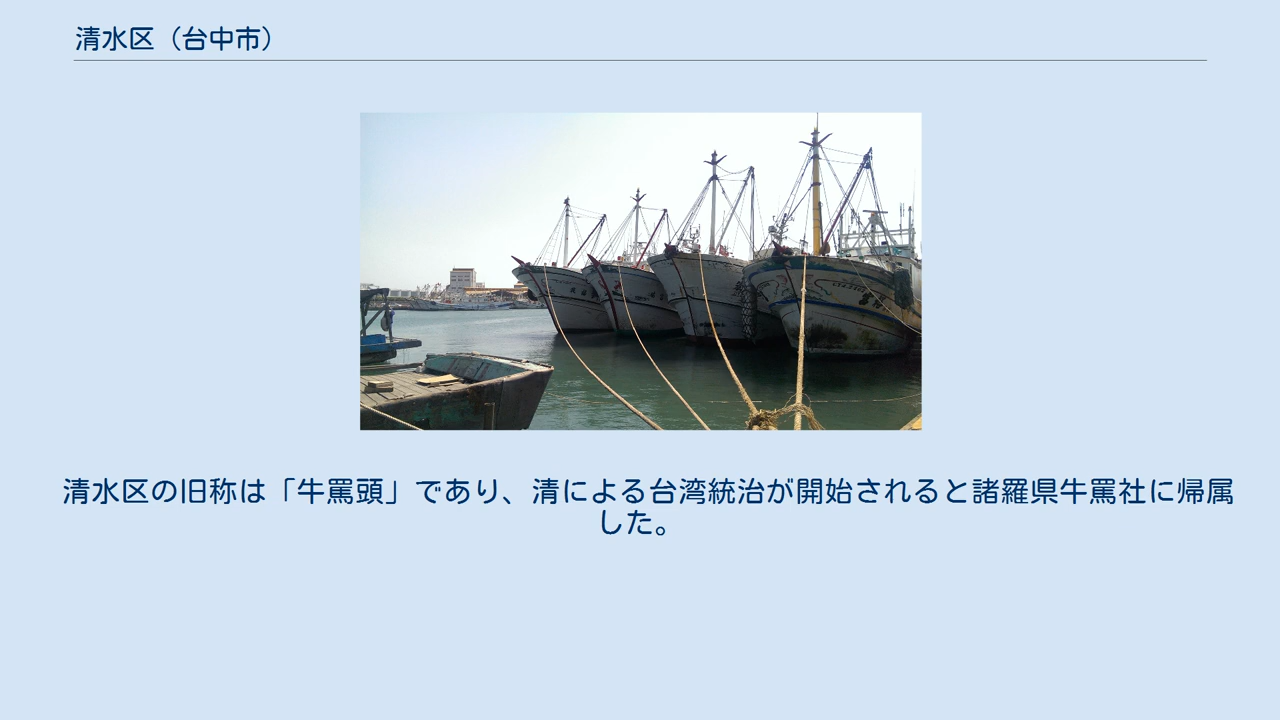 清水区（台中市）
清水区の旧称は「牛罵頭」であり、清による台湾統治が開始されると諸羅県牛罵社に帰属
した。